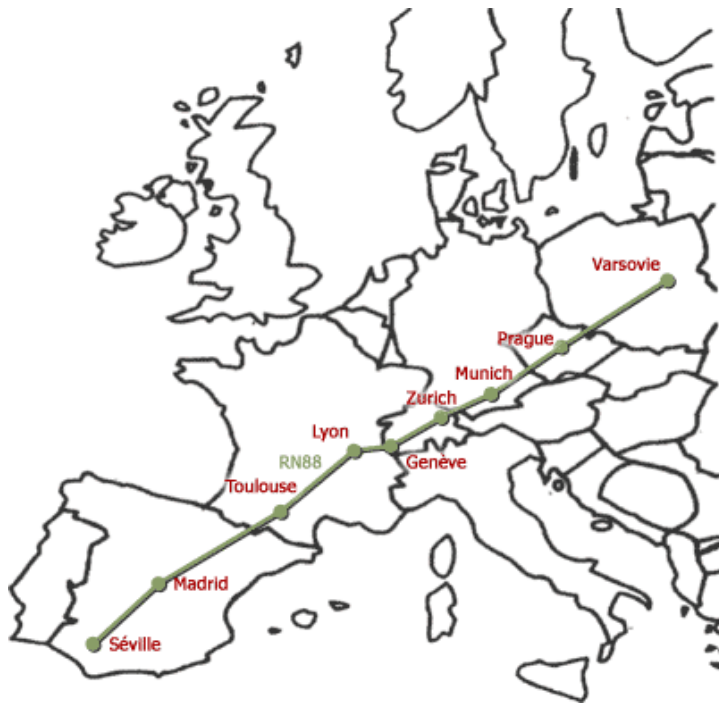 Varsovie
Prague
Munich
Zurich
Lyon
RN88
Genève
Toulouse
Madrid
Séville